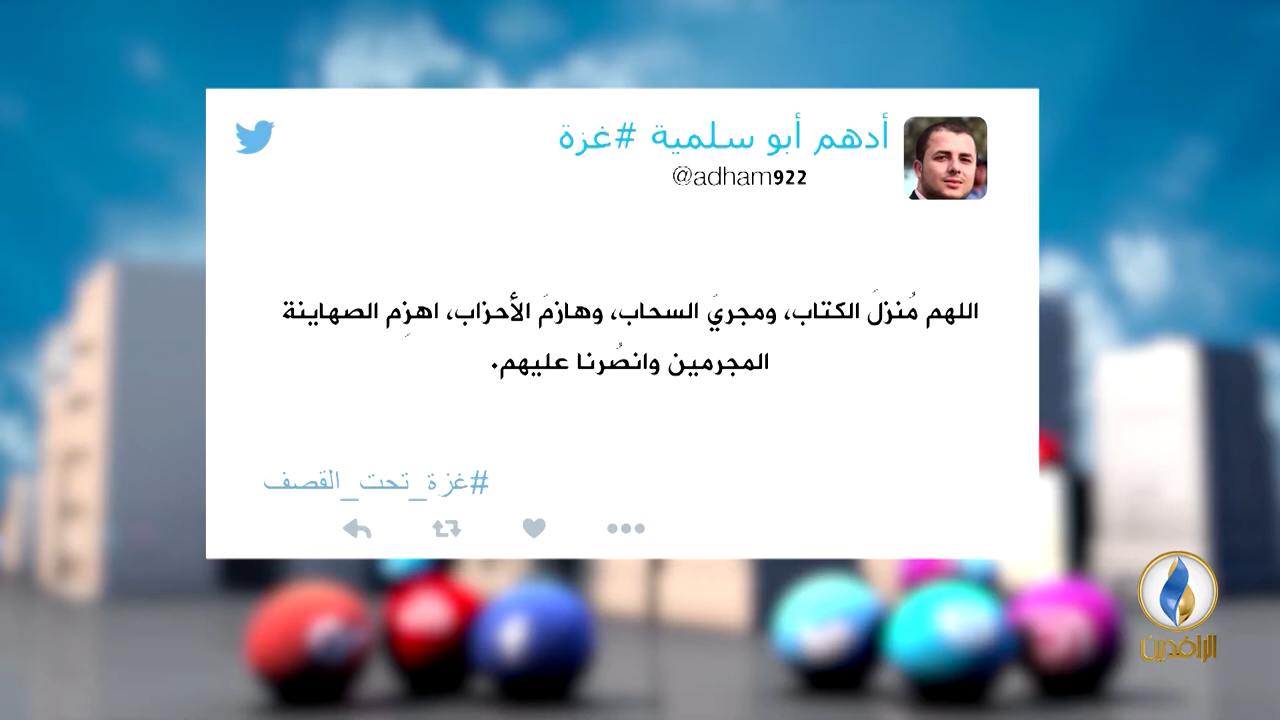 أدهم أبو سلمية #غزة
@adham922
اللهم مُنزلَ الكتاب، ومجريَ السحاب، وهازمَ الأحزاب، اهزِم الصهاينة
المجرمين وانصُرنا عليهم.
#غزة_تحت_القصف
الرافدين